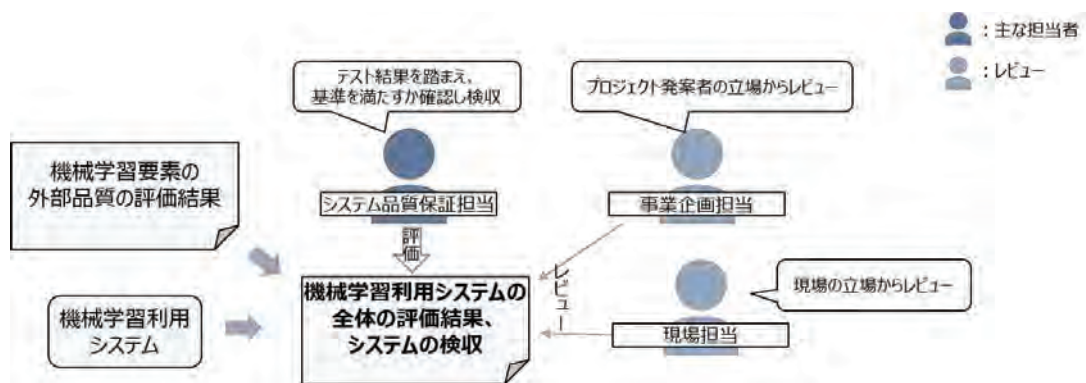 ：主な担当者
：レビュー
テスト結果を踏まえ、
基準を満たすか確認し検収
プロジェクト発案者の立場からレビュー
機械学習要素の
外部品質の評価結果
システム品質保証担当
事業企画担当
評価
レビュー
現場の立場からレビュー
機械学習利用システムの
全体の評価結果、
システムの検収
機械学習利用
システム
現場担当